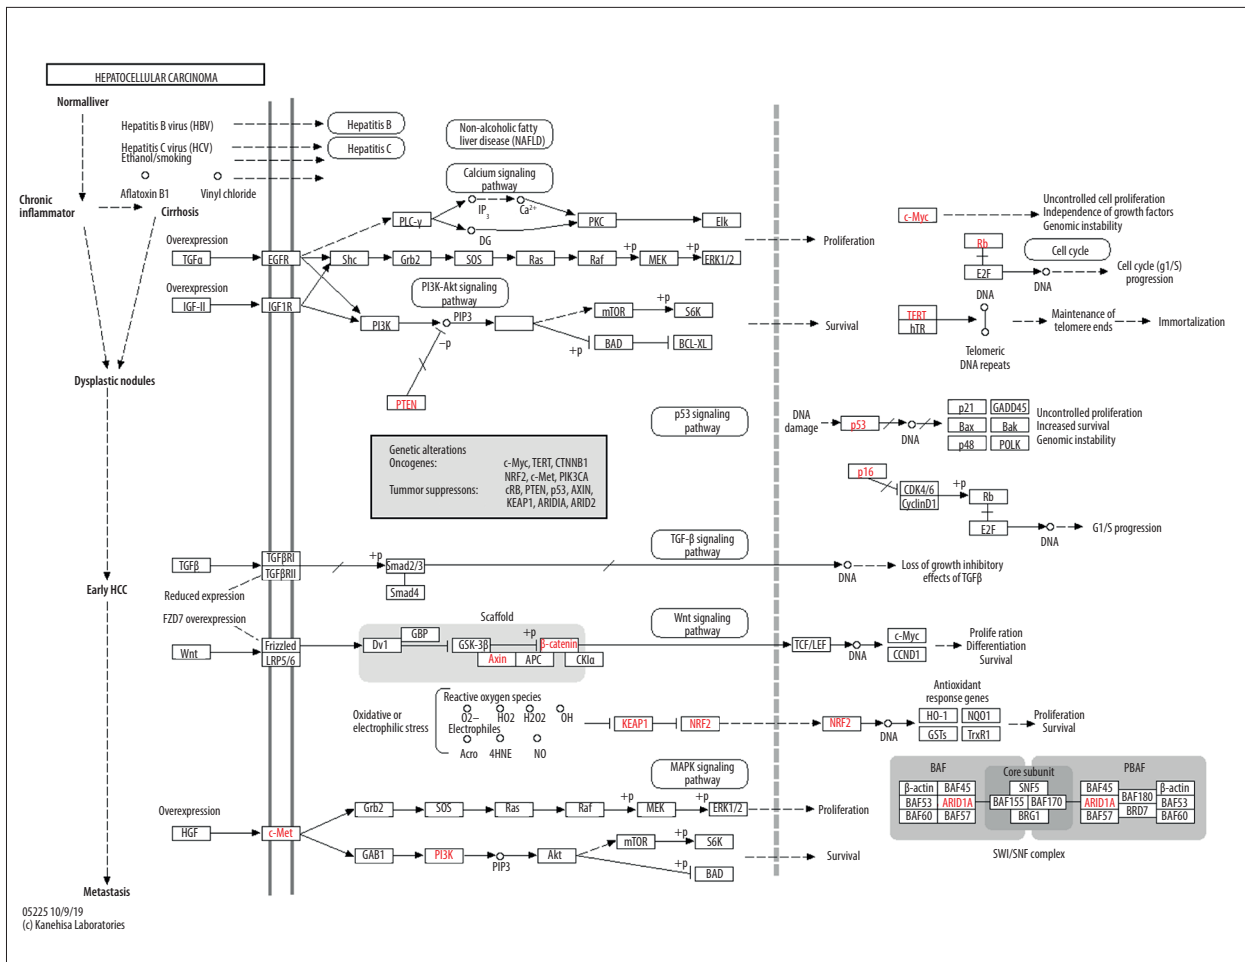 HEPATOCELLULAR CARCINOMA
Normalliver
Hepatitis B virus (HBV)
Hepatitis B
Hepatitis C virus (HCV)
Hepatitis C
Ethanol/smoking
Aflatoxin B1
Vinyl chloride
Chronic
inflammator
Cirrhosis
Dysplastic nodules
Early HCC
Metastasis
Non-alcoholic fatty
liver disease (NAFLD)
Calcium signaling
pathway
PLC-γ
IP3
Ca2+
DG
PKC
Elk
Overexpression
TGFα
EGFR
Shc
Grb2
SOS
Ras
Raf
+p
MEK
+p
ERK1/2
Proliferation
Overexpression
IGF-II
IGF1R
PI3K-Akt signaling
pathway
PI3K
PIP3
−p
PTEN
mTOR
+p
S6K
+p
BAD
BCL-XL
Survival
c-Myc
Uncontrolled cell proliferation
Independence of growth factors
Genomic instability
Rb
E2F
Cell cycle
DNA
Cell cycle (g1/S)
progression
TERT
hTR
DNA
Telomeric
DNA repeats
Maintenance of
telomere ends
Immortalization
p53 signaling
pathway
DNA
damage
p53
DNA
p21
GADD45
Bax
Bak
p48
POLK
Uncontrolled proliferation
Increased survival
Genomic instability
p16
CDK4/6
CyclinD1
+p
Rb
E2F
DNA
G1/S progression
Genetic alterations
Oncogenes: c-Myc, TERT, CTNNB1
NRF2, c-Met, PIK3CA
Tummor suppressons: cRB, PTEN, p53, AXIN,
KEAP1, ARIDIA, ARID2
TGF-β signaling
pathway
TGFβ
TGFβRI
TGFβRII
Reduced expression
+p
Smad2/3
Smad4
DNA
Loss of growth inhibitory
effects of TGFβ
FZD7 overexpression
Wnt
Frizzled
LRP5/6
Scaffold
Dv1
GBP
GSK-3β
+p
β-catenin
Axin
APC
CKIα
Wnt signaling
pathway
TCF/LEF
DNA
c-Myc
CCND1
Prolife ration
Differentiation
Survival
Oxidative or
electrophilic stress
Reactive oxygen species
O2−
HO2
H2O2
OH
Electrophiles
Acro
4HNE
NO
KEAP1
NRF2
NRF2
DNA
Antioxidant
response genes
HO-1
NQO1
GSTs
TrxR1
Proliferation
Survival
MAPK signaling
pathway
Overexpression
HGF
c-Met
Grb2
SOS
Ras
Raf
+p
MEK
+p
ERK1/2
Proliferation
GAB1
PI3K
PIP3
Akt
mTOR
+p
S6K
+p
BAD
Survival
BAF
Core subunit
PBAF
β-actin
BAF45
SNF5
BAF45
BAF180
β-actin
BAF53
ARID1A
BAF155
BAF170
ARID1A
BAF53
BAF60
BAF57
BRG1
BAF57
BRD7
BAF60
SWI/SNF complex
05225 10/9/19
(c) Kanehisa Laboratories